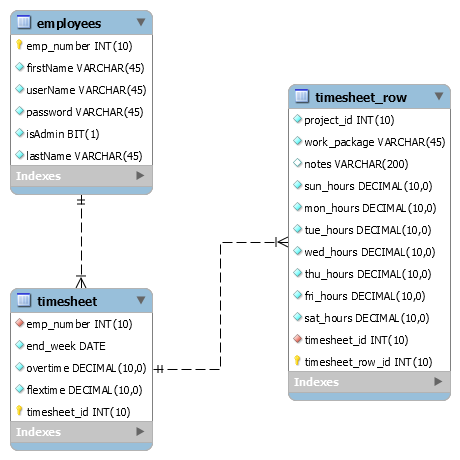 employees
emp_number INT(10)
firstName VARCHAR(45)
userName VARCHAR(45)
password VARCHAR(45)
isAdmin BIT(1)
lastName VARCHAR(45)
Indexes
timesheet_row
project_id INT(10)
work_package VARCHAR(45)
notes VARCHAR(200)
sun_hours DECIMAL(10,0)
mon_hours DECIMAL(10,0)
tue_hours DECIMAL(10,0)
wed_hours DECIMAL(10,0)
thu_hours DECIMAL(10,0)
fri_hours DECIMAL(10,0)
sat_hours DECIMAL(10,0)
timesheet_id INT(10)
timesheet_row_id INT(10)
Indexes
timesheet
emp_number INT(10)
end_week DATE
overtime DECIMAL(10,0)
flextime DECIMAL(10,0)
timesheet_id INT(10)
Indexes